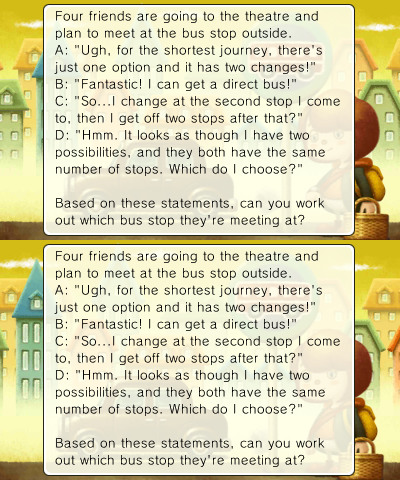 Four friends are going to the theatre and
plan to meet at the bus stop outside.
A: "Ugh, for the shortest journey, there's
just one option and it has two changes!"
B: "Fantastic! I can get a direct bus!"
C: "So...I change at the second stop I come
to, then I get off two stops after that?"
D: "Hmm. It looks as though I have two
possibilities, and they both have the same
number of stops. Which do I choose?"
Based on these statements, can you work
out which bus stop they're meeting at?
Four friends are going to the theatre and
plan to meet at the bus stop outside.
A: "Ugh, for the shortest journey, there's
just one option and it has two changes!"
B: "Fantastic! I can get a direct bus!"
C: "So...I change at the second stop I come
to, then I get off two stops after that?"
D: "Hmm. It looks as though I have two
possibilities, and they both have the same
number of stops. Which do I choose?"
Based on these statements, can you work
out which bus stop they're meeting at?